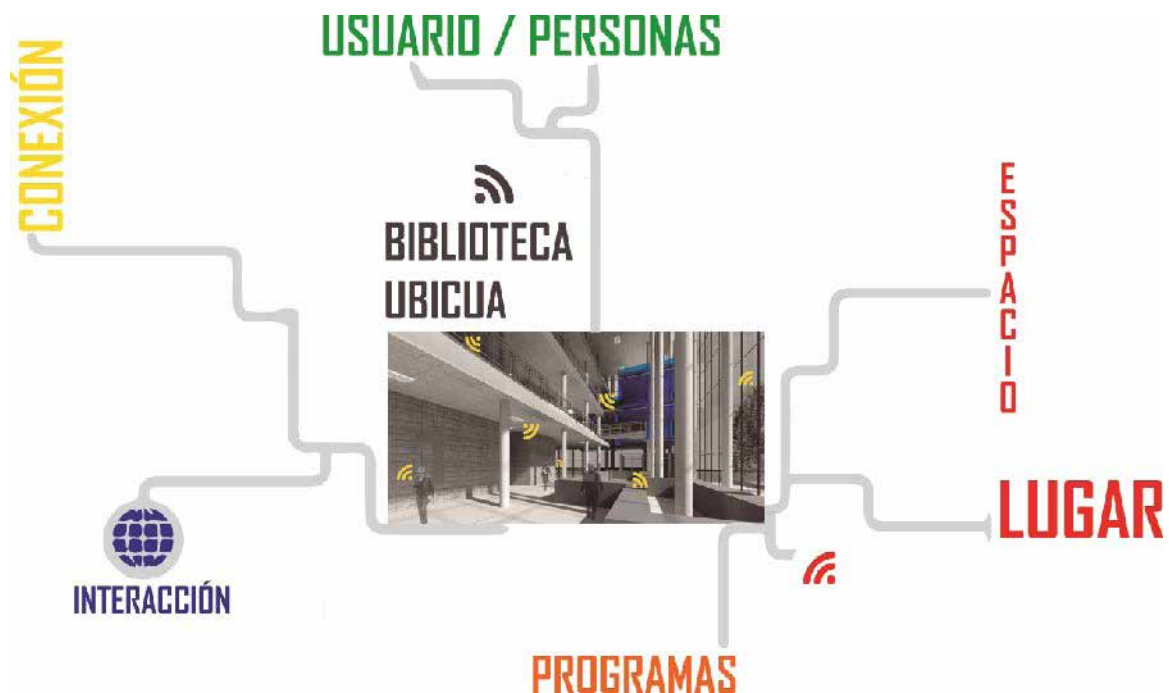 USUARIO / PERSONAS
CONEXIÓN
BIBLIOTECA
UBICUA
ESPACIO
LUGAR
INTERACCIÓN
PROGRAMAS